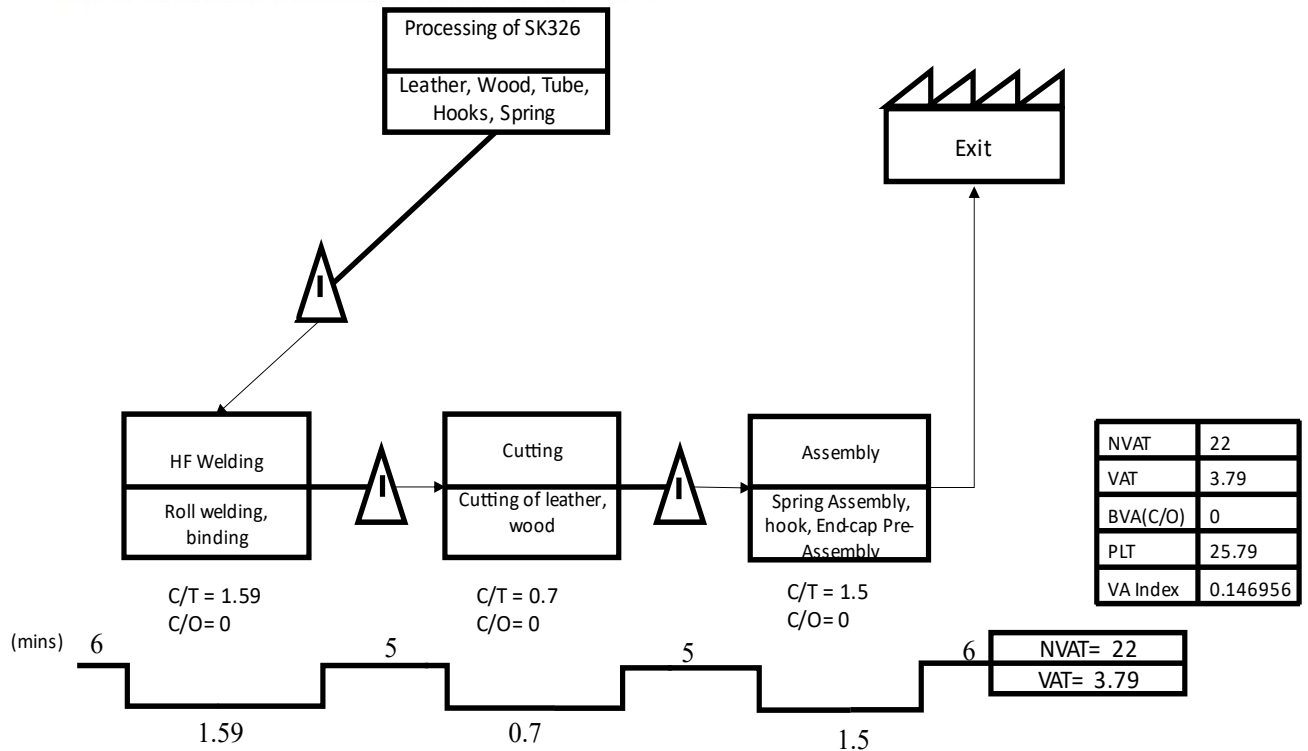 Processing of SK326
Leather, Wood, Tube,
Hooks, Spring
Exit
I
HF Welding
Roll welding,
binding
I
Cutting
Cutting of leather,
wood
I
Assembly
Spring Assembly,
hook, End-cap Pre-
Assembly
NVAT 22
VAT 3.79
BVA(C/O) 0
PLT 25.79
VA Index 0.146956
C/T = 1.59
C/O= 0
C/T = 0.7
C/O= 0
C/T = 1.5
C/O= 0
(mins) 6 5 5 6
1.59 0.7 1.5
NVAT= 22
VAT= 3.79